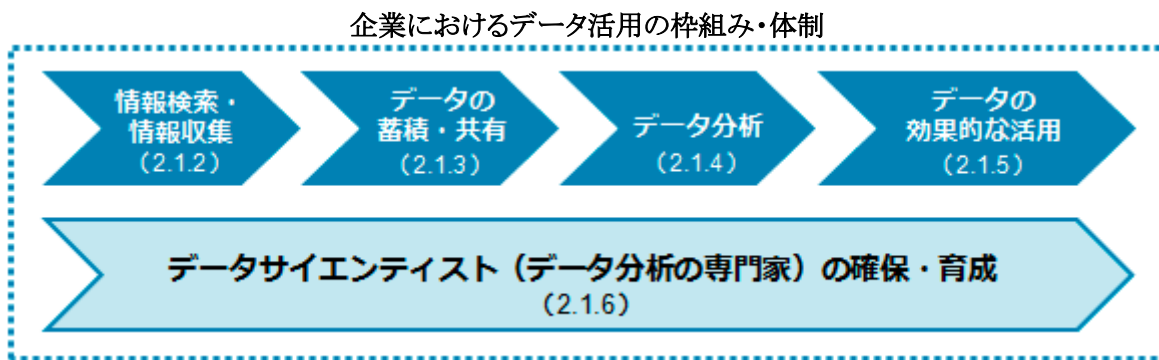 企業におけるデータ活用の枠組み・体制
情報検索・
情報収集
（2.1.2）
データの
蓄積・共有
（2.1.3）
データ分析
（2.1.4）
データの
効果的な活用
（2.1.5）
データサイエンティスト（データ分析の専門家）の確保・育成
（2.1.6）